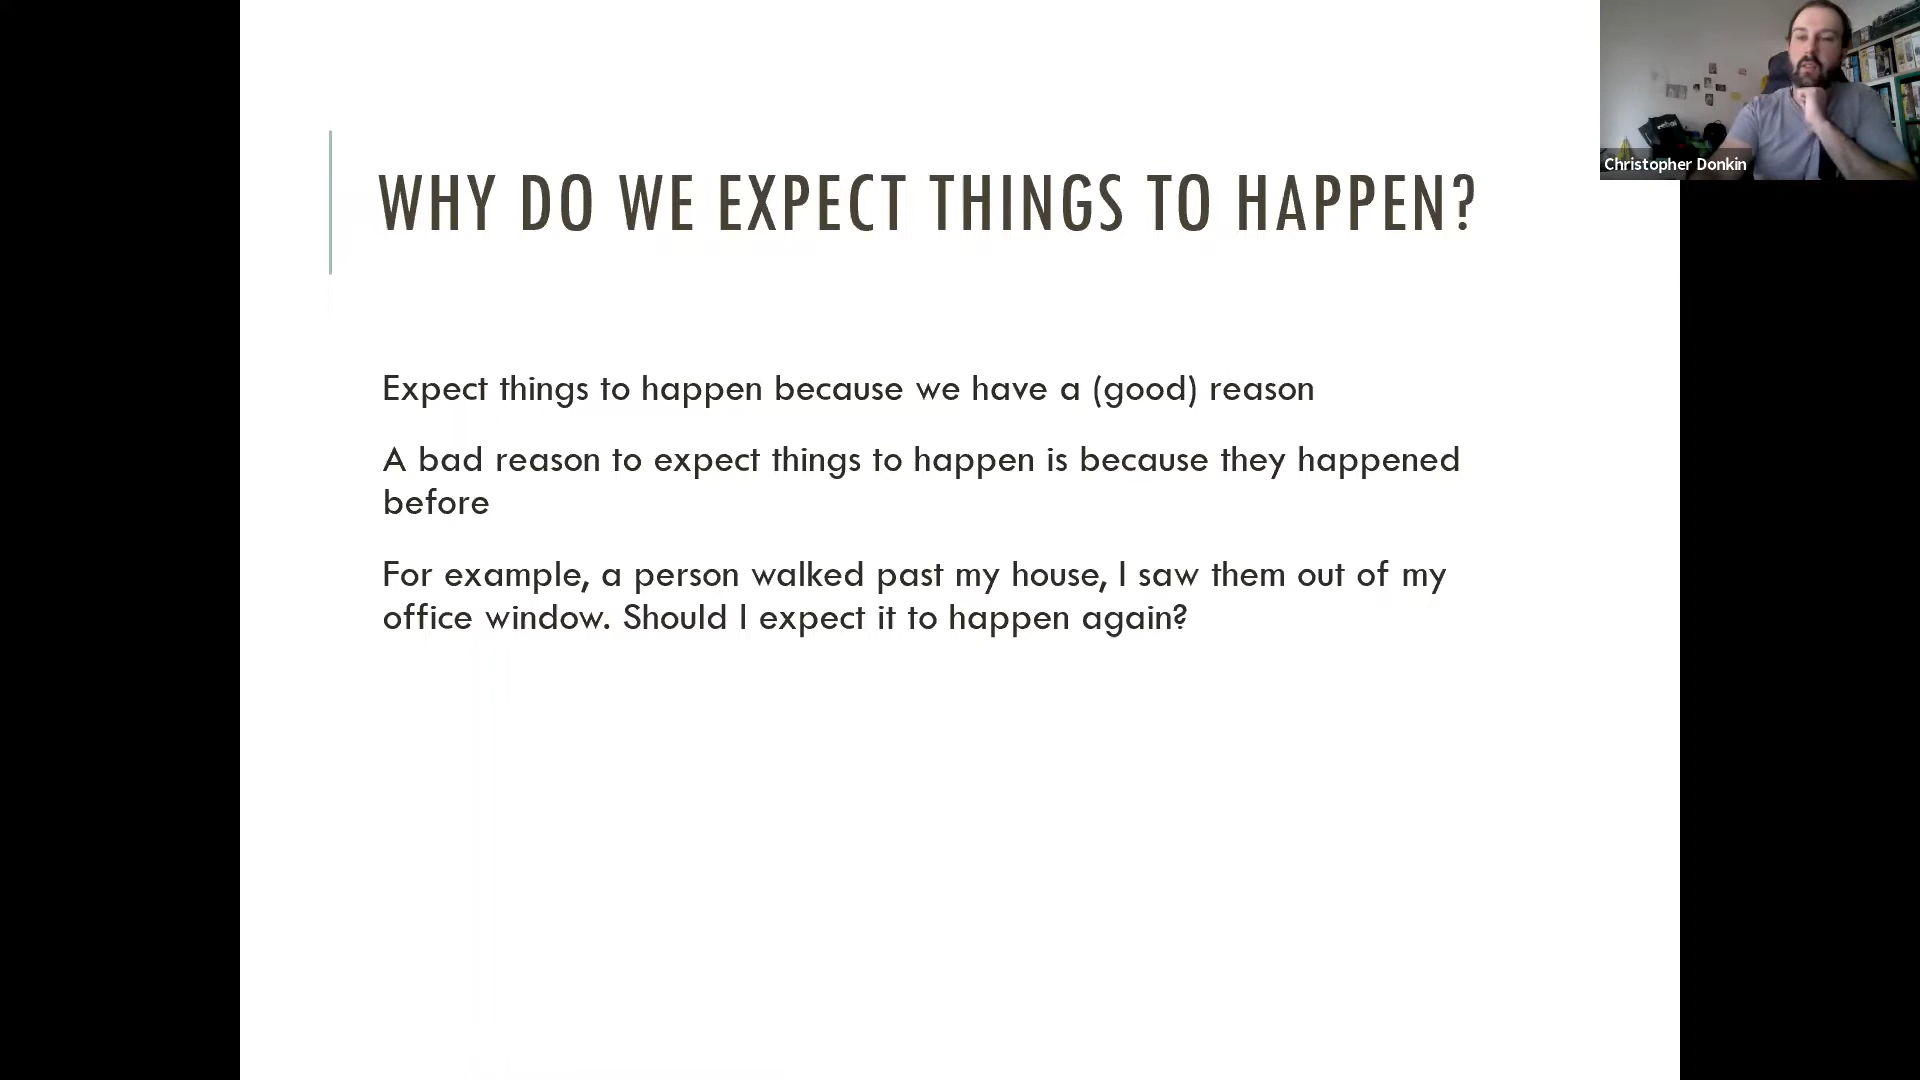 WHY DO WE EXPECT THINGS TO HAPPEN?
Expect things to happen because we have a (good) reason
A bad reason to expect things to happen is because they happened
before
For example, a person walked past my house, I saw them out of my
office window. Should I expect it to happen again?
Christopher Donkin